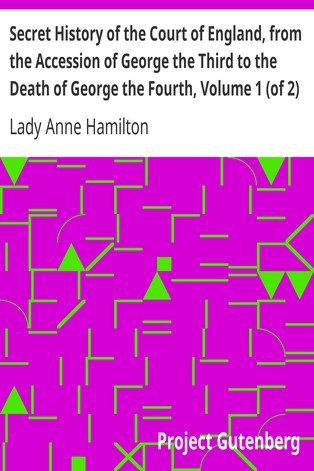 Secret History of the Court of England, from
the Accession of George the Third to the
Death of George the Fourth, Volume 1 (of 2)
Lady Anne Hamilton
Project Gutenberg